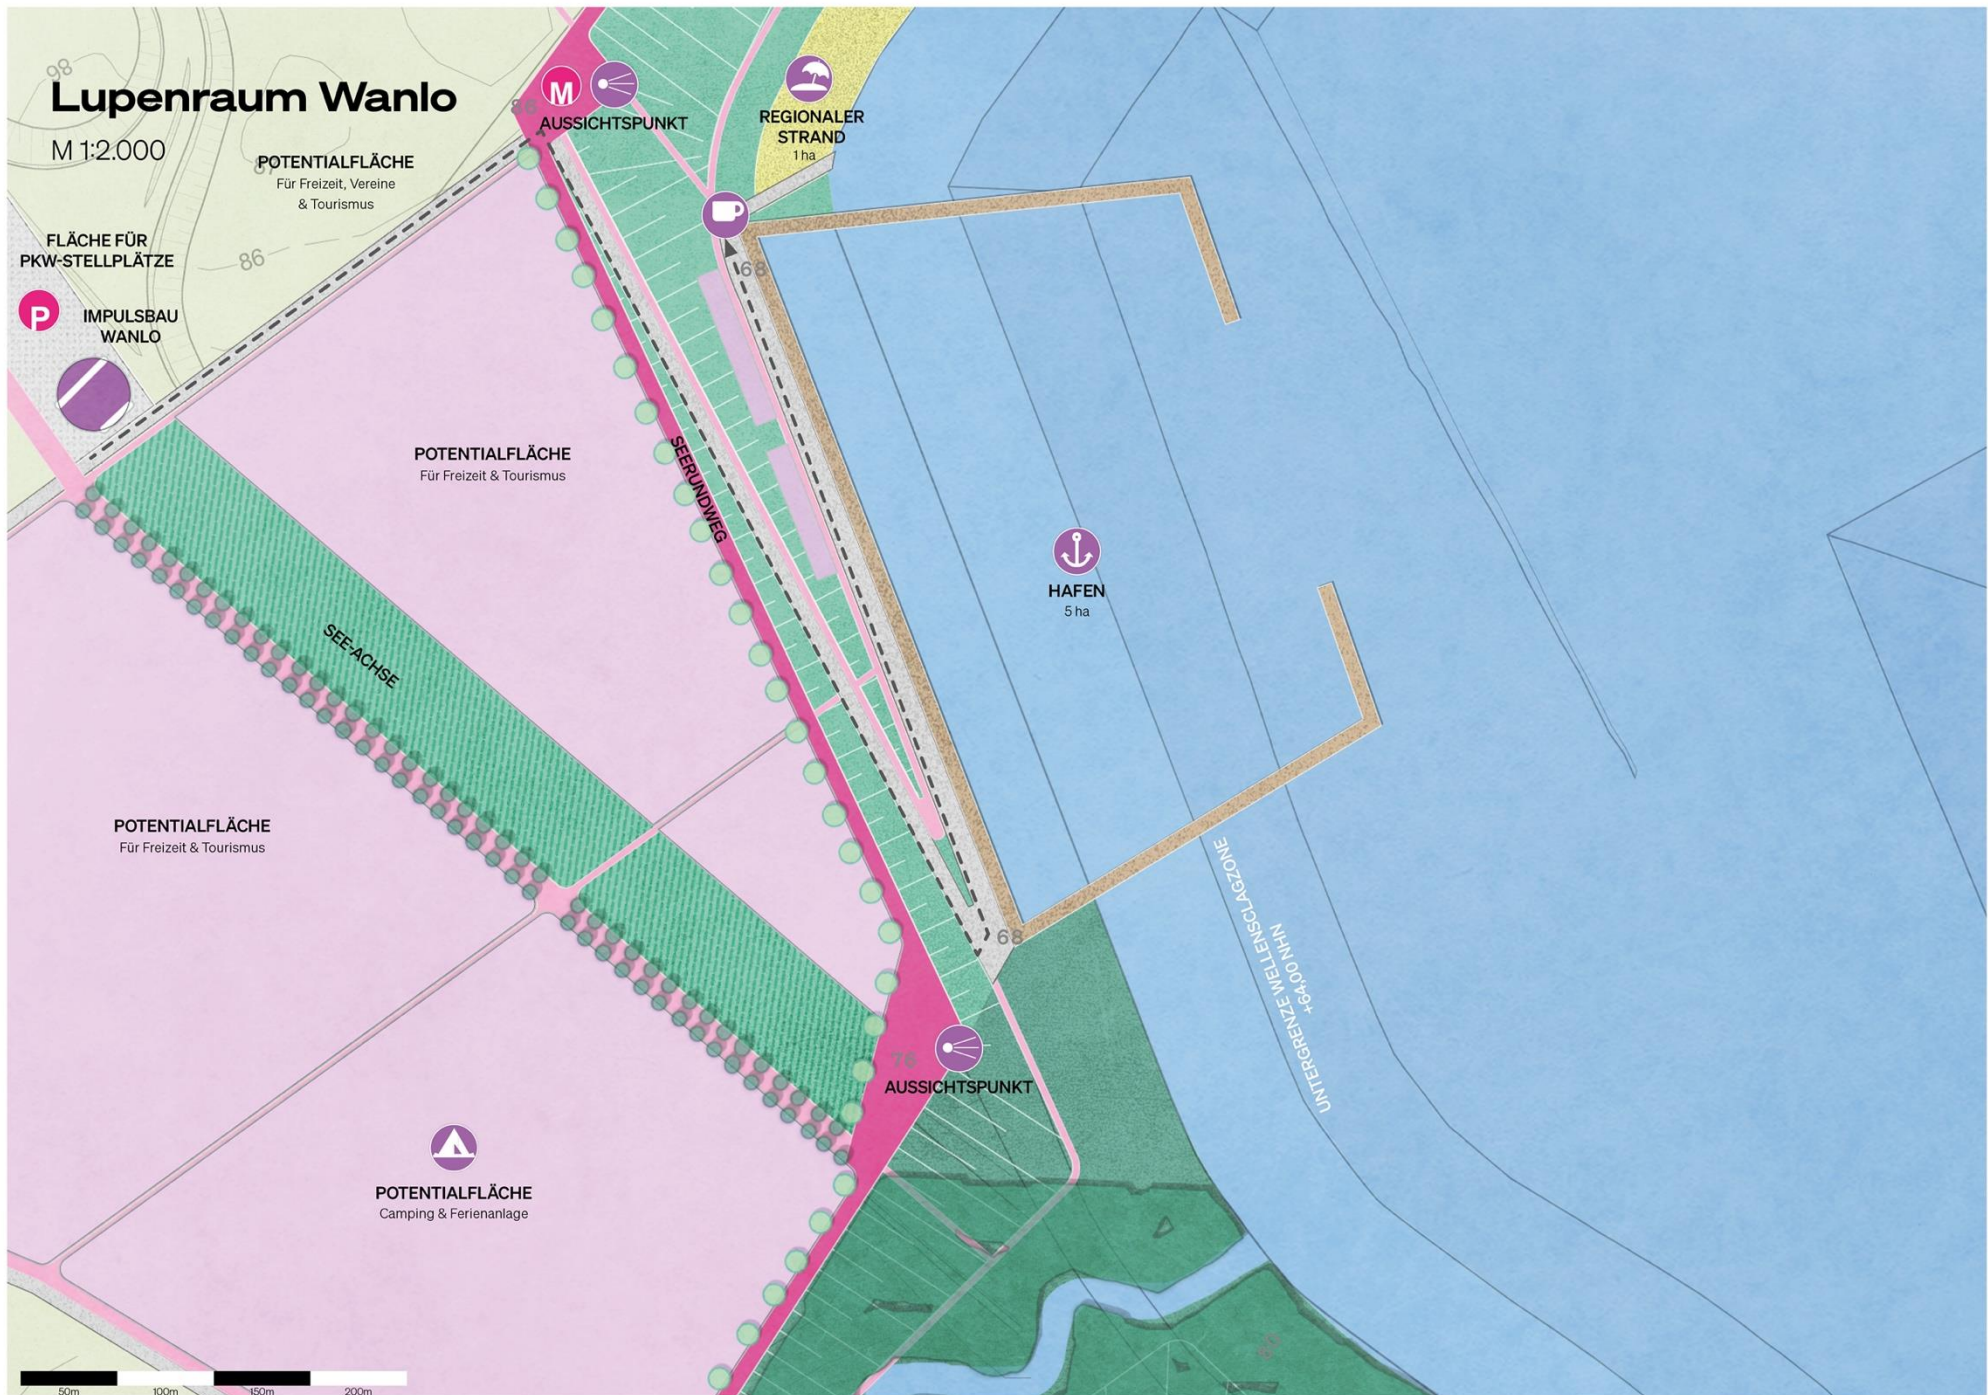 Lupenraum Wanlo
M 1:2.000
98
86
M
AUSSICHTSPUNKT
REGIONALER
STRAND
1 ha
POTENTIALFLÄCHE
Für Freizeit, Vereine
& Tourismus
86
FLÄCHE FÜR
PKW-STELLPLÄTZE
P
IMPULSBAU
WANLO
68
POTENTIALFLÄCHE
Für Freizeit & Tourismus
SEERUNDWEG
HAFEN
5 ha
SEE-ACHSE
POTENTIALFLÄCHE
Für Freizeit & Tourismus
68
UNTERGRENZE WELLENSCLAGZONE
+64,00 NHN
76
AUSSICHTSPUNKT
POTENTIALFLÄCHE
Camping & Ferienanlage
50m 100m 150m 200m